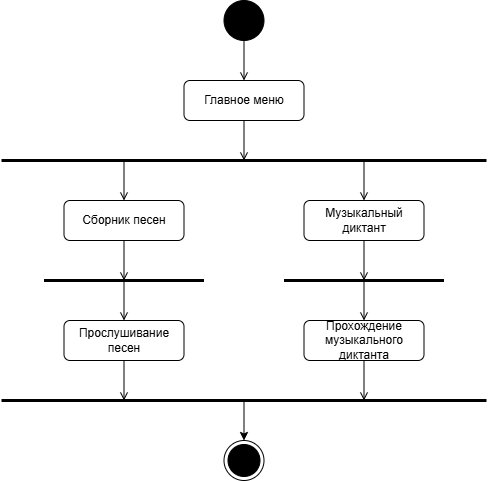 Главное меню
Сборник песен
Музыкальный
диктант
Прослушивание
песен
Прохождение
музыкального
диктанта